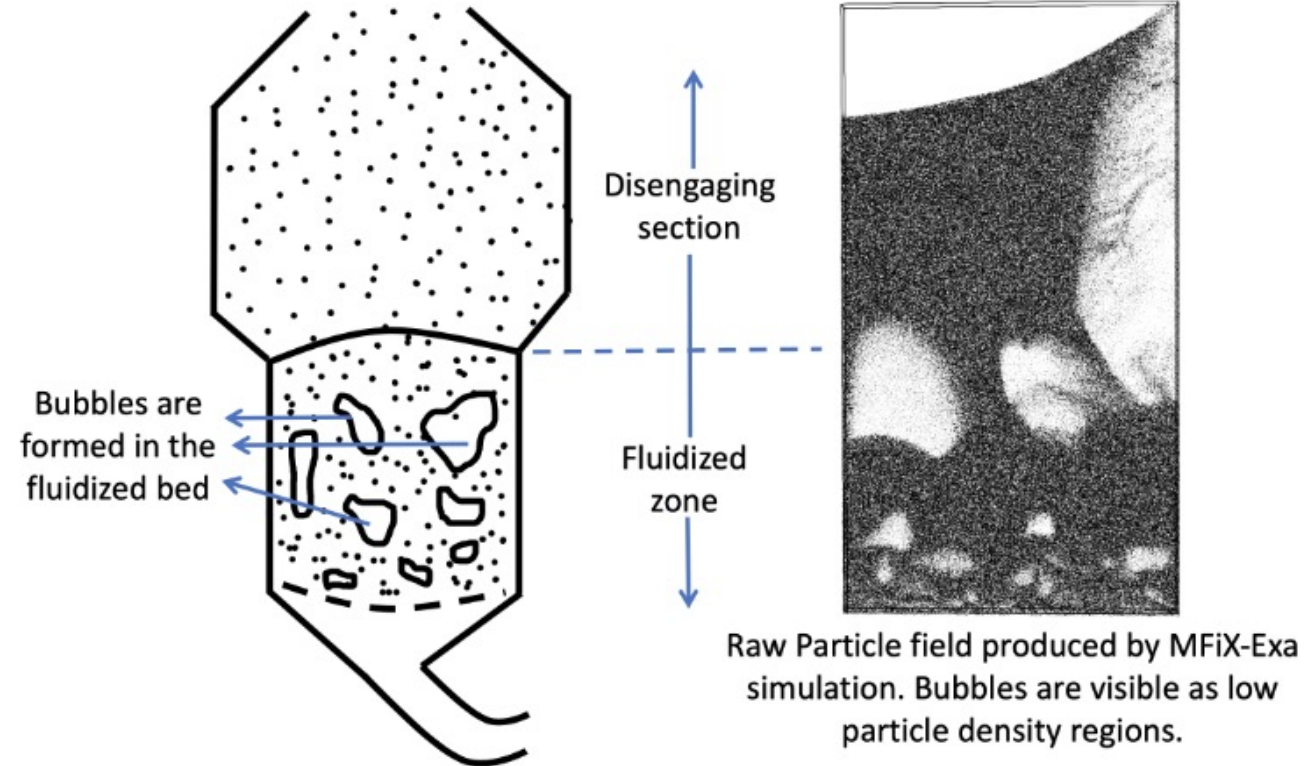 Disengaging
section
Bubbles are
formed in the
fluidized bed
Fluidized
zone
Raw Particle field produced by MFiX-Exa
simulation. Bubbles are visible as low
particle density regions.